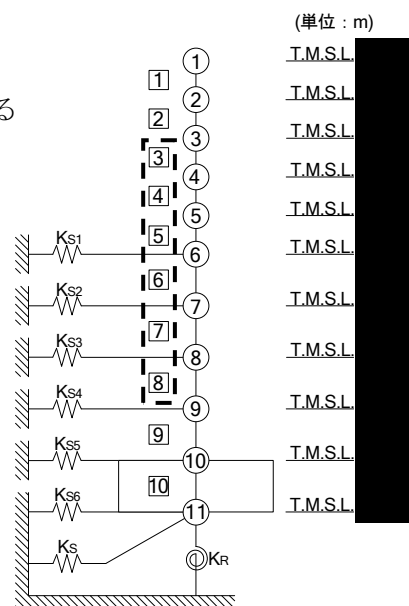 (単位：m)
T.M.S.L.
1
1
T.M.S.L.
2
る
2
T.M.S.L.
3
3
T.M.S.L.
4
4
T.M.S.L.
5
5
KS1
T.M.S.L.
6
6
KS2
T.M.S.L.
7
7
KS3
T.M.S.L.
8
8
KS4
T.M.S.L.
9
9
KS5
T.M.S.L.
10
10
KS6
T.M.S.L.
11
KS
KR